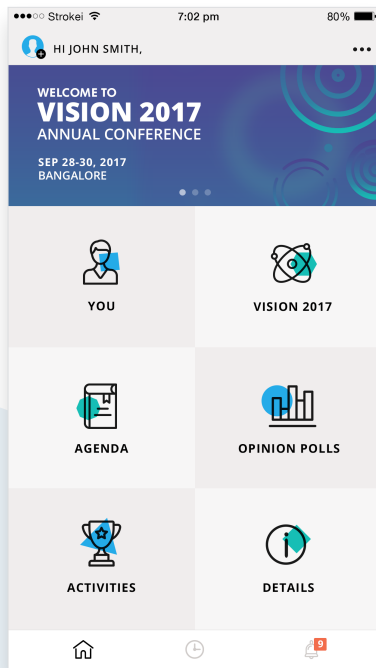 Strokei 7:02 pm 80%
HI JOHN SMITH,
WELCOME TO
VISION 2017
ANNUAL CONFERENCE
SEP 28-30, 2017
BANGALORE
YOU
VISION 2017
AGENDA
OPINION POLLS
ACTIVITIES
DETAILS
9